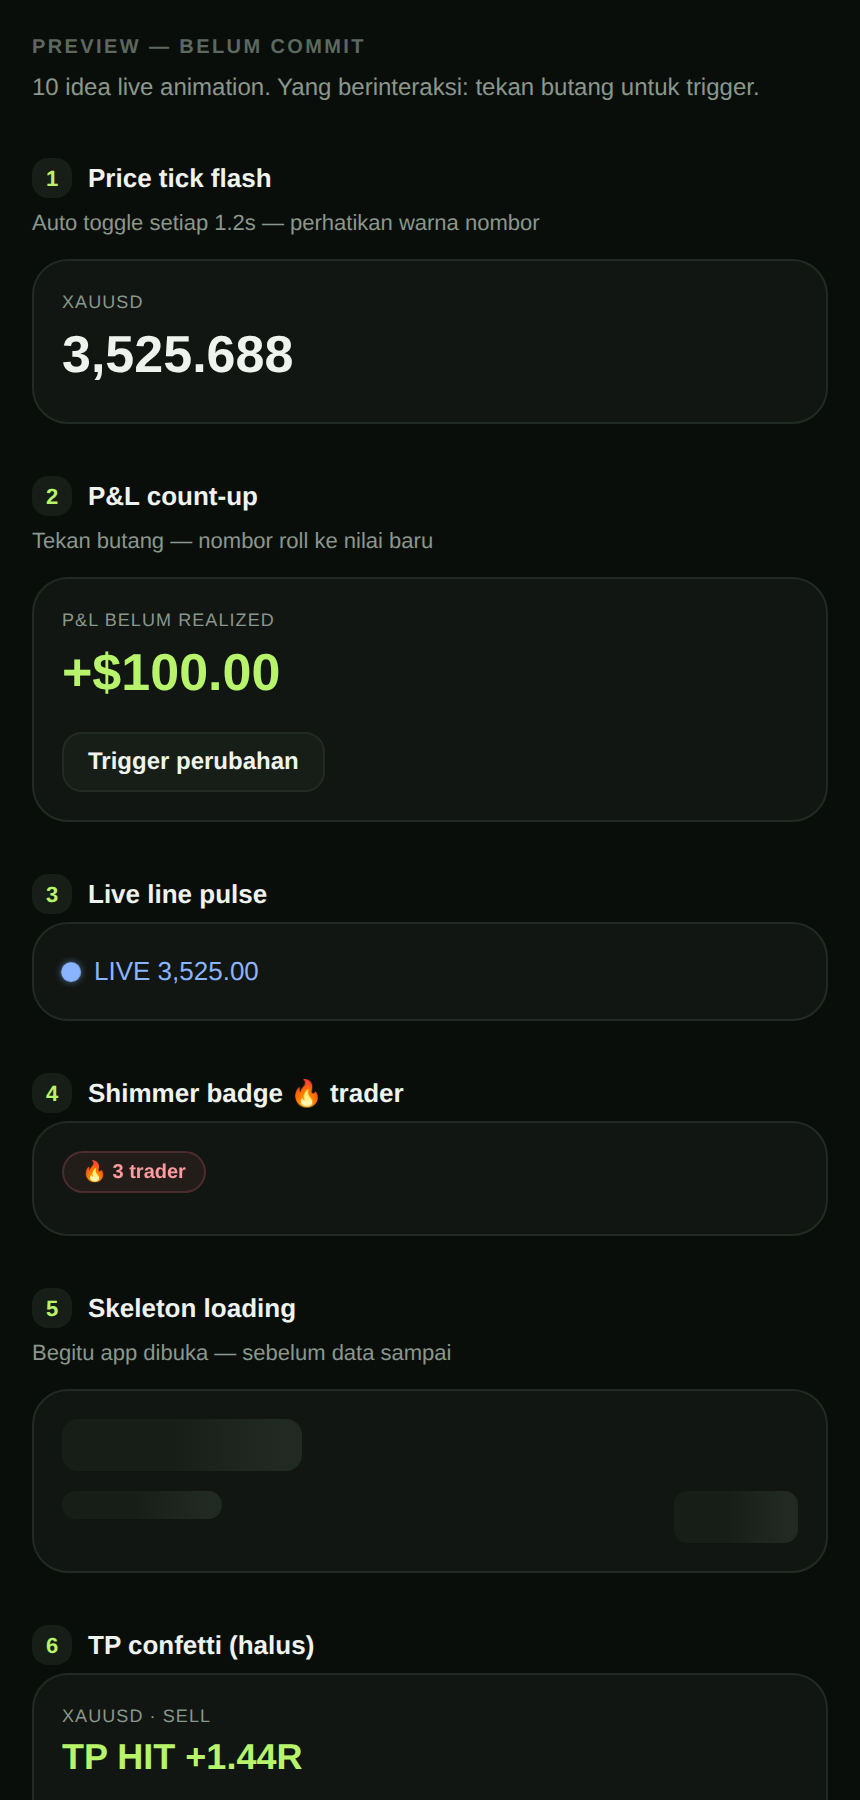 PREVIEW — BELUM COMMIT
10 idea live animation. Yang berinteraksi: tekan butang untuk trigger.
1 Price tick flash
Auto toggle setiap 1.2s — perhatikan warna nombor
XAUUSD
3,525.688
2 P&L count-up
Tekan butang — nombor roll ke nilai baru
P&L BELUM REALIZED
+$100.00
Trigger perubahan
3 Live line pulse
LIVE 3,525.00
4 Shimmer badge 🔥 trader
🔥 3 trader
5 Skeleton loading
Begitu app dibuka — sebelum data sampai
6 TP confetti (halus)
XAUUSD · SELL
TP HIT +1.44R